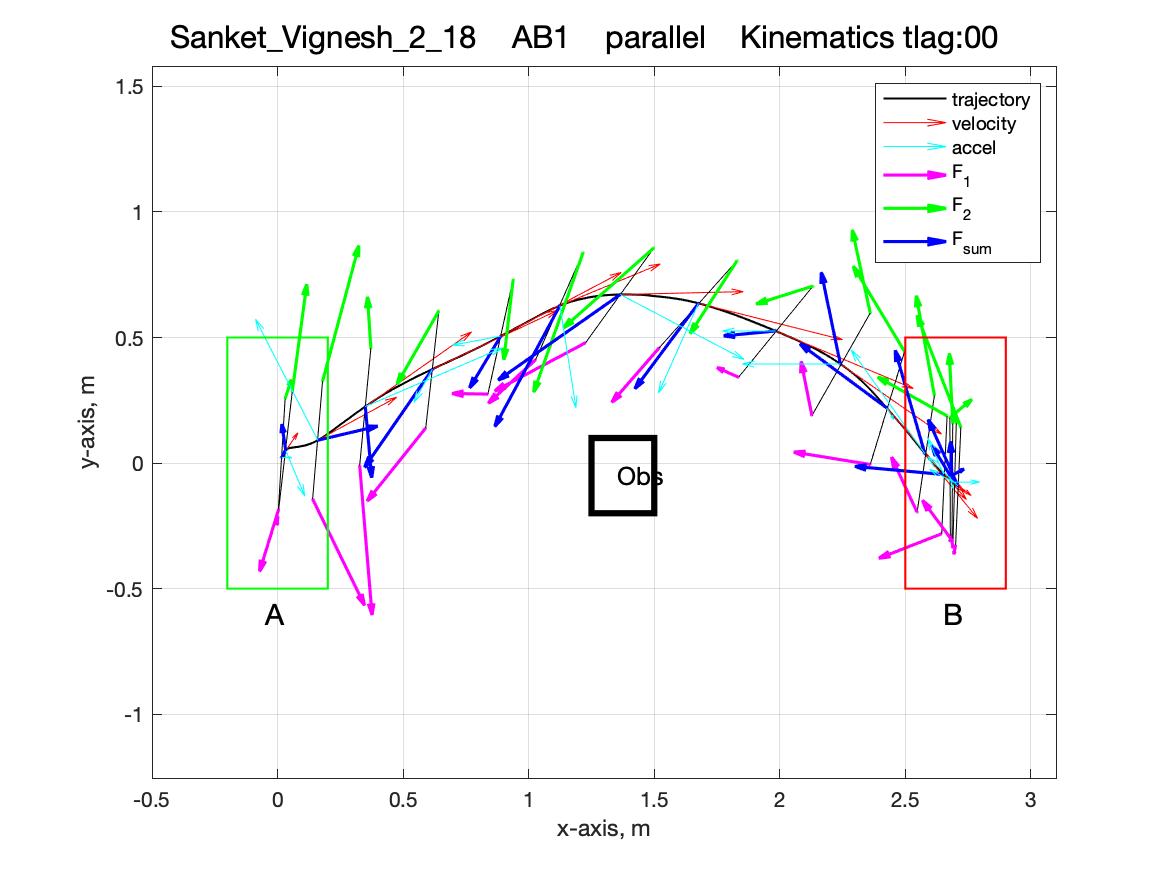 Sanket_Vignesh_2_18 AB1 parallel Kinematics tlag:00
trajectory
velocity
accel
F1
F2
Fsum
1.5
1
0.5
0
-0.5
-1
y-axis, m
Obs
A
B
-0.5 0 0.5 1 1.5 2 2.5 3
x-axis, m